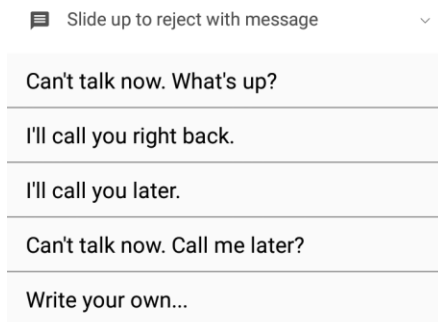 Slide up to reject with message
Can't talk now. What's up?
I'll call you right back.
I'll call you later.
Can't talk now. Call me later?
Write your own...